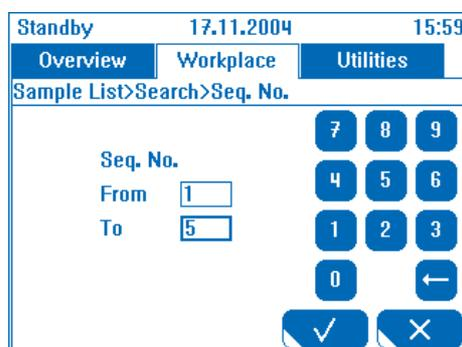 Standby 17.11.2004 15:59
Overview Workplace Utilities
Sample List>Search>Seq. No.
7 8 9
Seq. No.
4 5 6
From 1
To 5
1 2 3
0